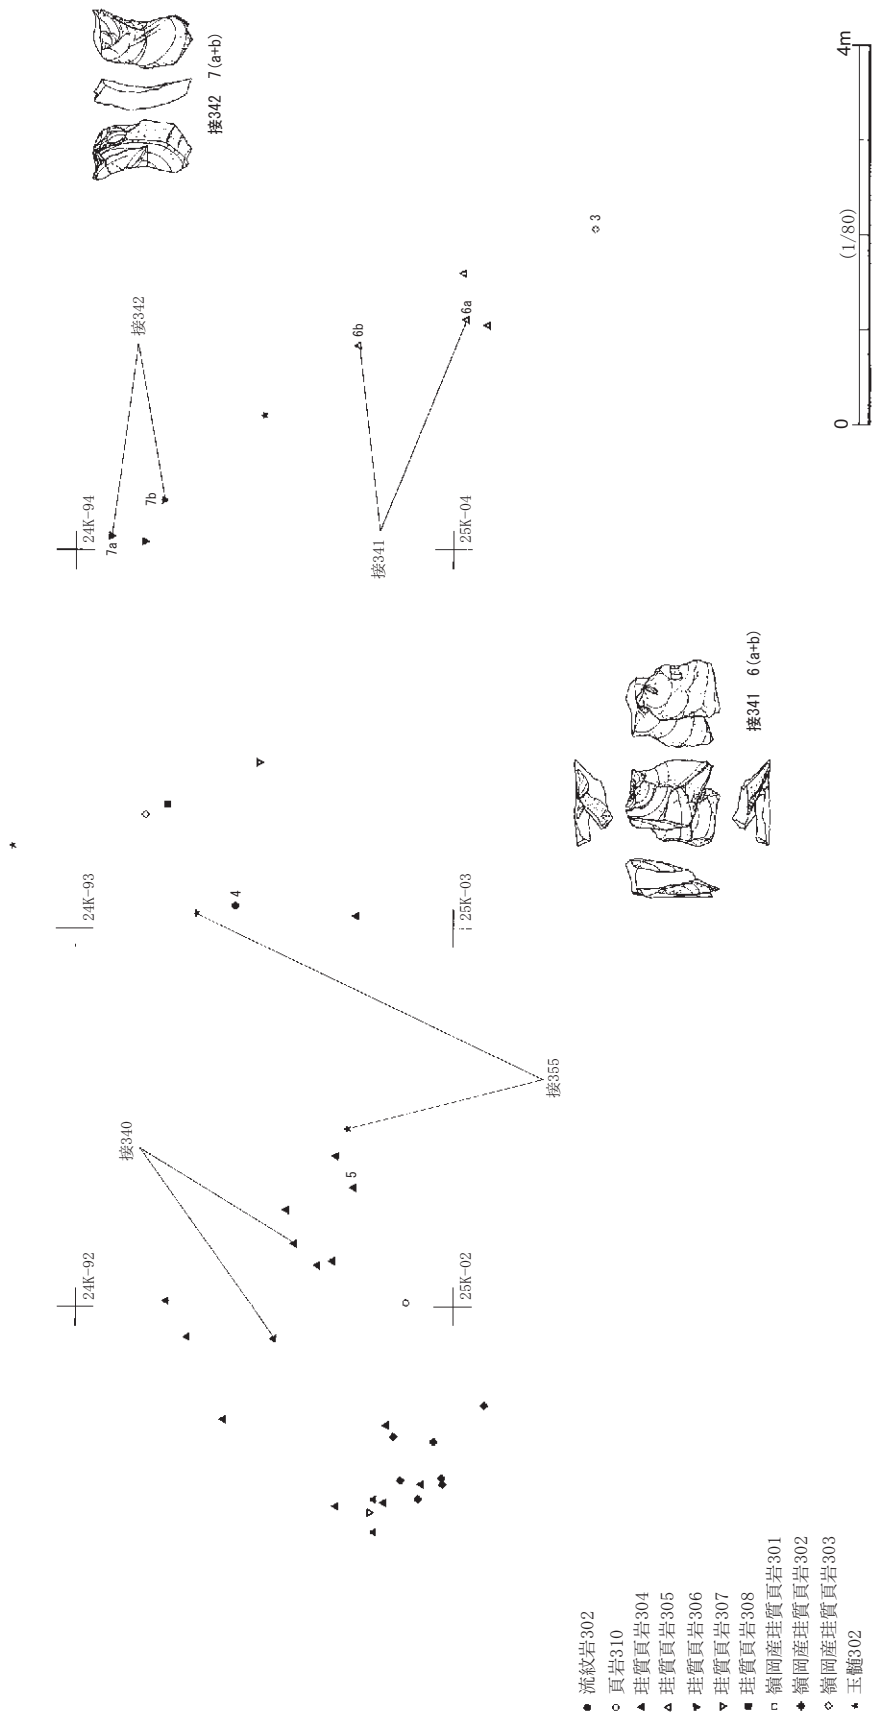 接342 7(a+b)
接342
7a
7b
24K-94
6b
6a
3
接341
25K-04
接341 6(a+b)
24K-93
4
25K-03
接355
接340
5
24K-92
25K-02
0
(1/80)
4m
流紋岩302
頁岩310
珪質頁岩304
珪質頁岩305
珪質頁岩306
珪質頁岩307
珪質頁岩308
嶺岡産珪質頁岩301
嶺岡産珪質頁岩302
嶺岡産珪質頁岩303
玉髄302